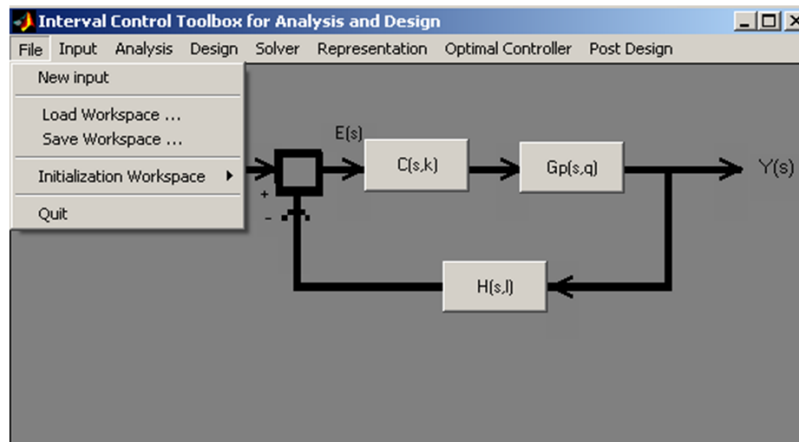 Interval Control Toolbox for Analysis and Design
File Input Analysis Design Solver Representation Optimal Controller Post Design
New input
Load Workspace ...
Save Workspace ...
Initialization Workspace
Quit
E(s)
C(s,k)
Gp(s,q)
Y(s)
+
-
H(s,l)